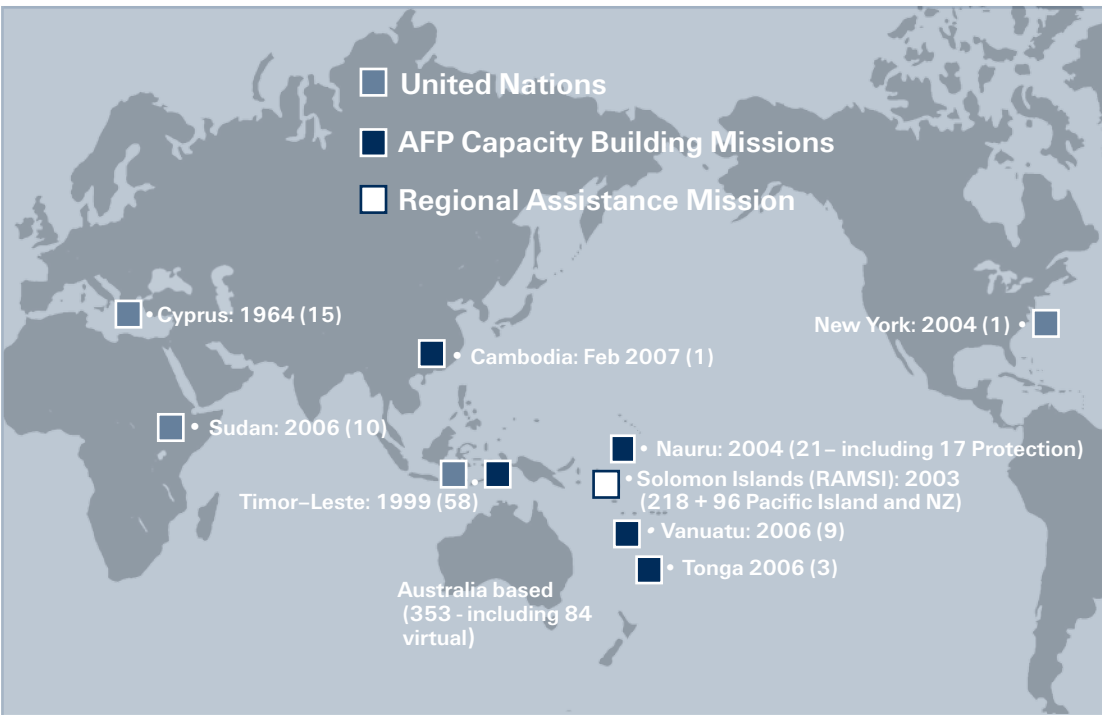 United Nations
AFP Capacity Building Missions
Regional Assistance Mission
•Cyprus: 1964 (15)
New York: 2004 (1) •
• Cambodia: Feb 2007 (1)
• Sudan: 2006 (10)
• Nauru: 2004 (21– including 17 Protection)
•Solomon Islands (RAMSI): 2003
(218 + 96 Pacific Island and NZ)
Timor–Leste: 1999 (58)
• Vanuatu: 2006 (9)
• Tonga 2006 (3)
Australia based
(353 - including 84
virtual)